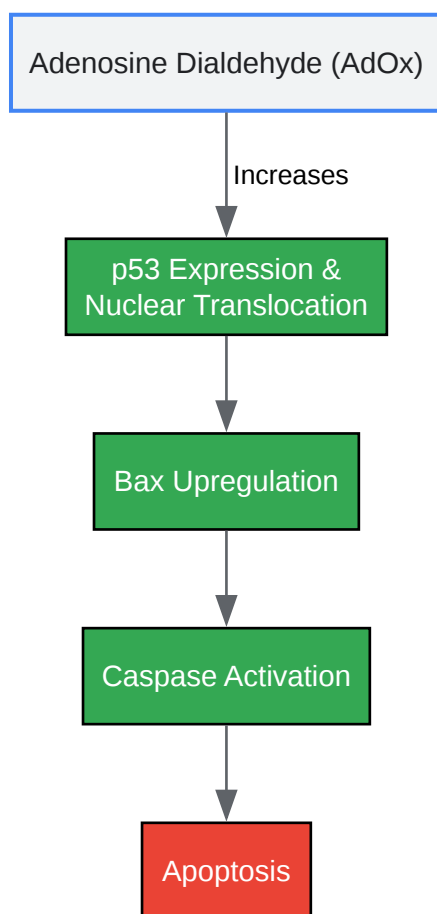 Adenosine Dialdehyde (AdOx)
Increases
p53 Expression &
Nuclear Translocation
Bax Upregulation
Caspase Activation
Apoptosis